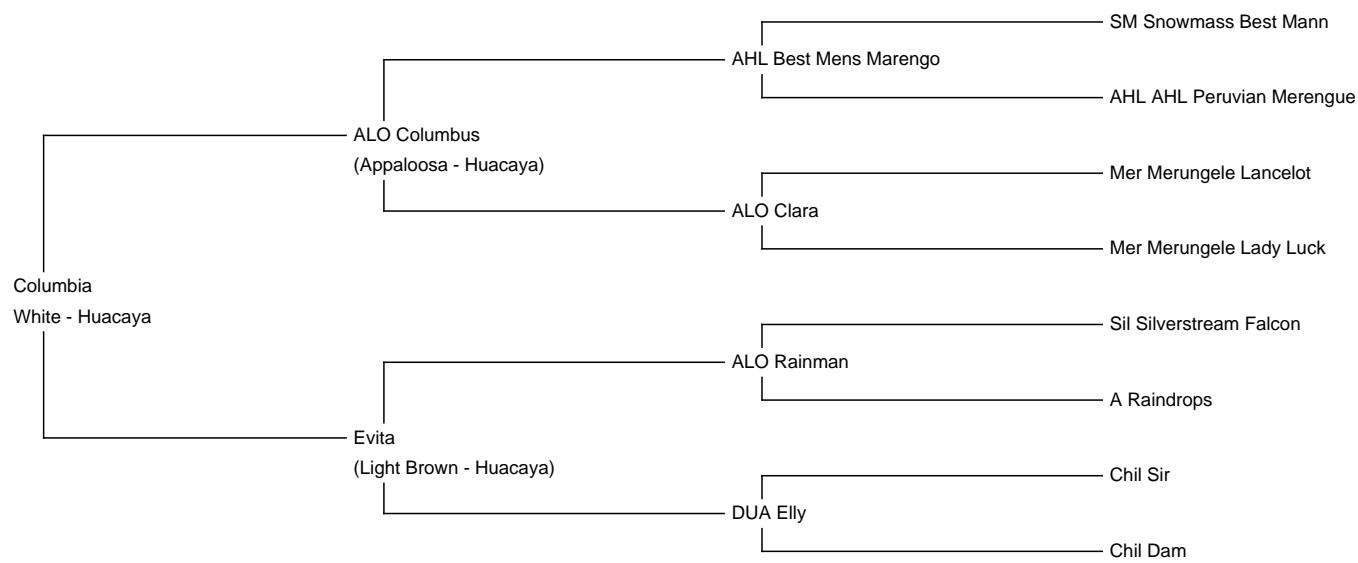 SM Snowmass Best Mann
AHL Best Mens Marengo
AHL AHL Peruvian Merengue
ALO Columbus
(Appaloosa - Huacaya)
Mer Merungele Lancelot
ALO Clara
Mer Merungele Lady Luck
Columbia
White - Huacaya
Sil Silverstream Falcon
ALO Rainman
A Raindrops
Evita
(Light Brown - Huacaya)
Chil Sir
DUA Elly
Chil Dam